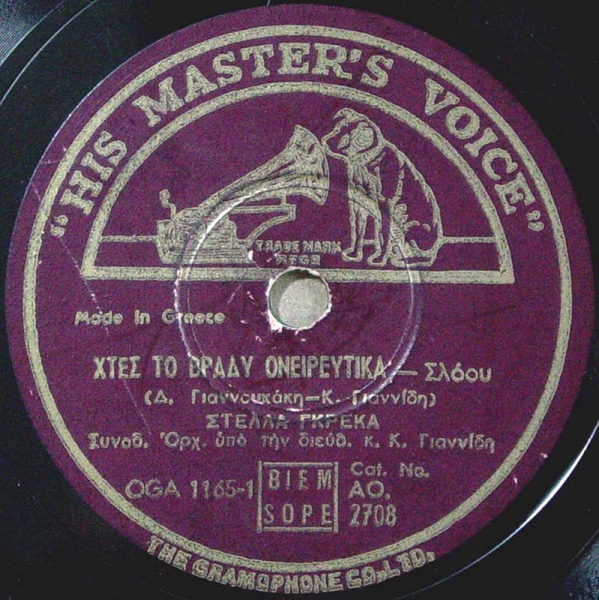 "HIS MASTER'S VOICE"
TRADE MARK
REGD
Made In Greece
ΧΤΕΣ ΤΟ ΒΡΑΔΥ ΟΝΕΙΡΕΥΤΙΚΑ — Σλόου
(Δ. Γιαννουκάκη—Κ. Γιαννίδη)
ΣΤΕΛΛΑ ΓΚΡΕΚΑ
Συνοδ. Ὀρχ. ὑπὸ τὴν διεύθ. κ. Κ. Γιαννίδη
OGA 1165-1
BIEM
SOPE
Cat. No.
AO.
2708
THE GRAMOPHONE CO., LTD.